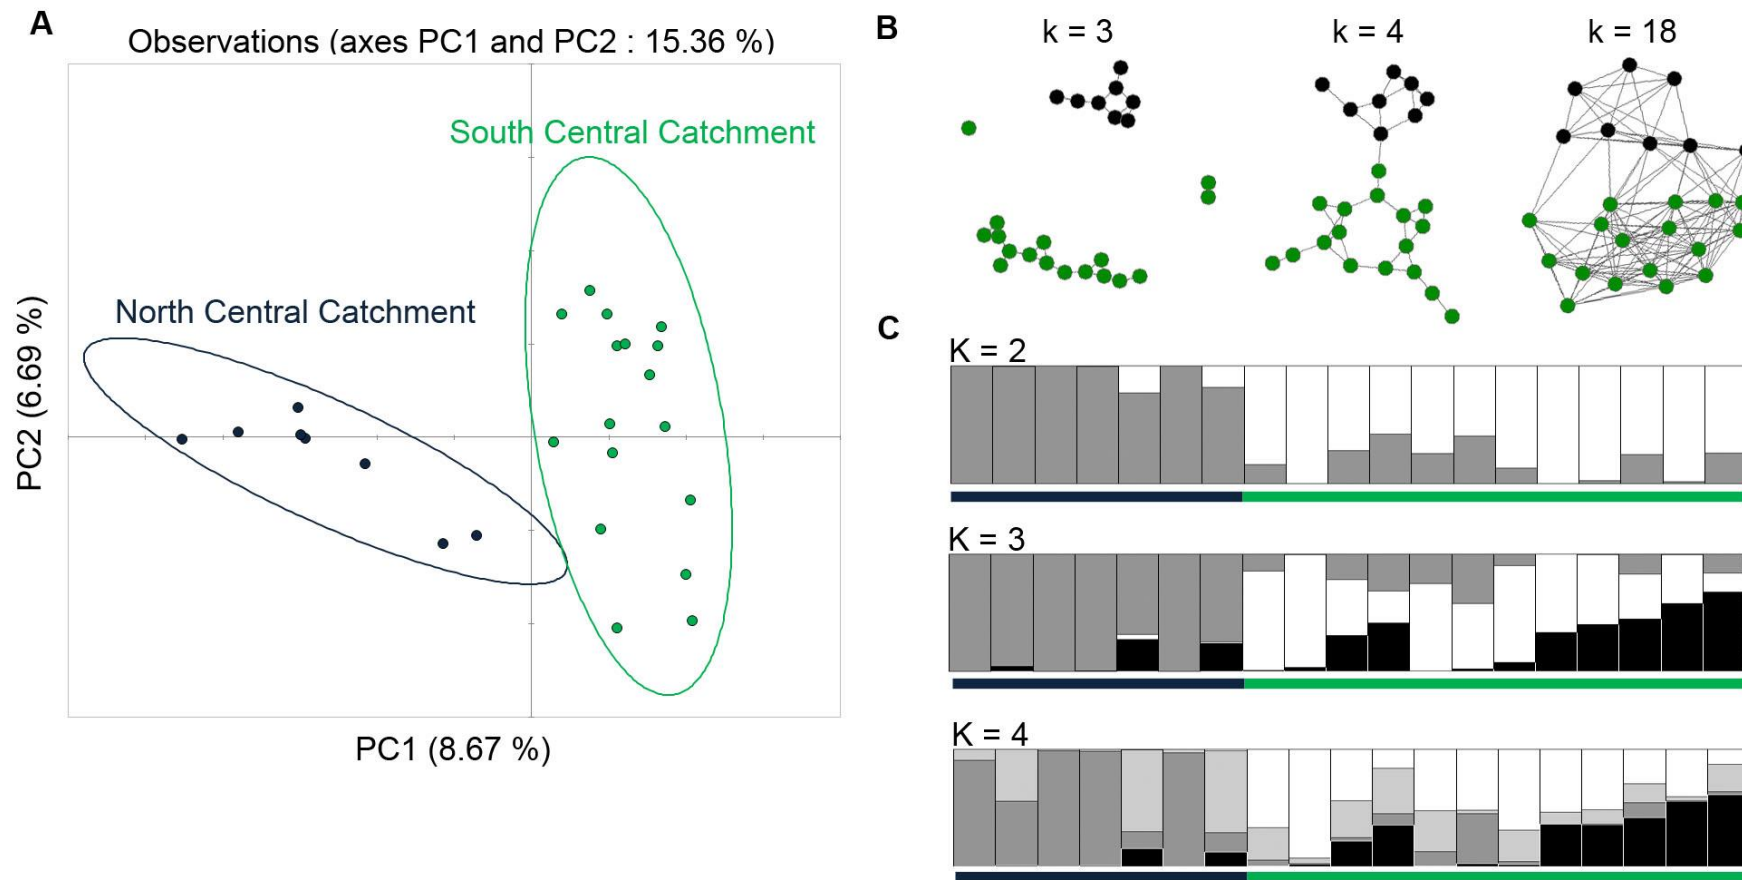 A
Observations (axes PC1 and PC2 : 15.36 %)
South Central Catchment
North Central Catchment
PC2 (6.69 %)
PC1 (8.67 %)
B
k = 3
k = 4
k = 18
C
K = 2
K = 3
K = 4